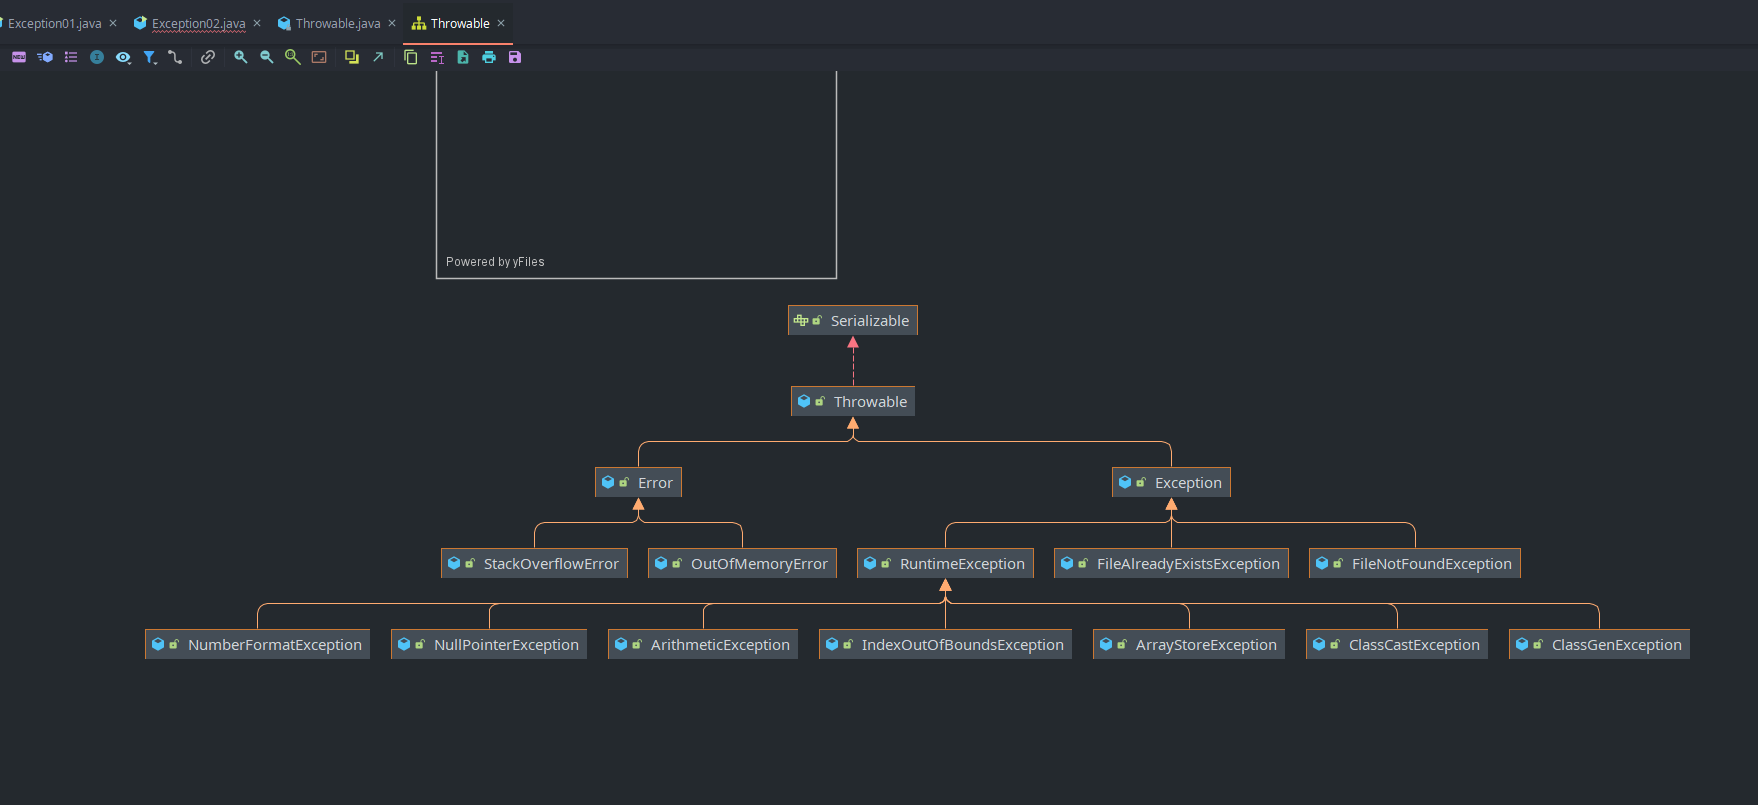 Exception01.java
Exception02.java
Throwable.java
Throwable
NEW
Powered by yFiles
Serializable
Throwable
Error
Exception
StackOverflowError
OutOfMemoryError
RuntimeException
FileAlreadyExistsException
FileNotFoundException
NumberFormatException
NullPointerException
ArithmeticException
IndexOutOfBoundsException
ArrayStoreException
ClassCastException
ClassGenException